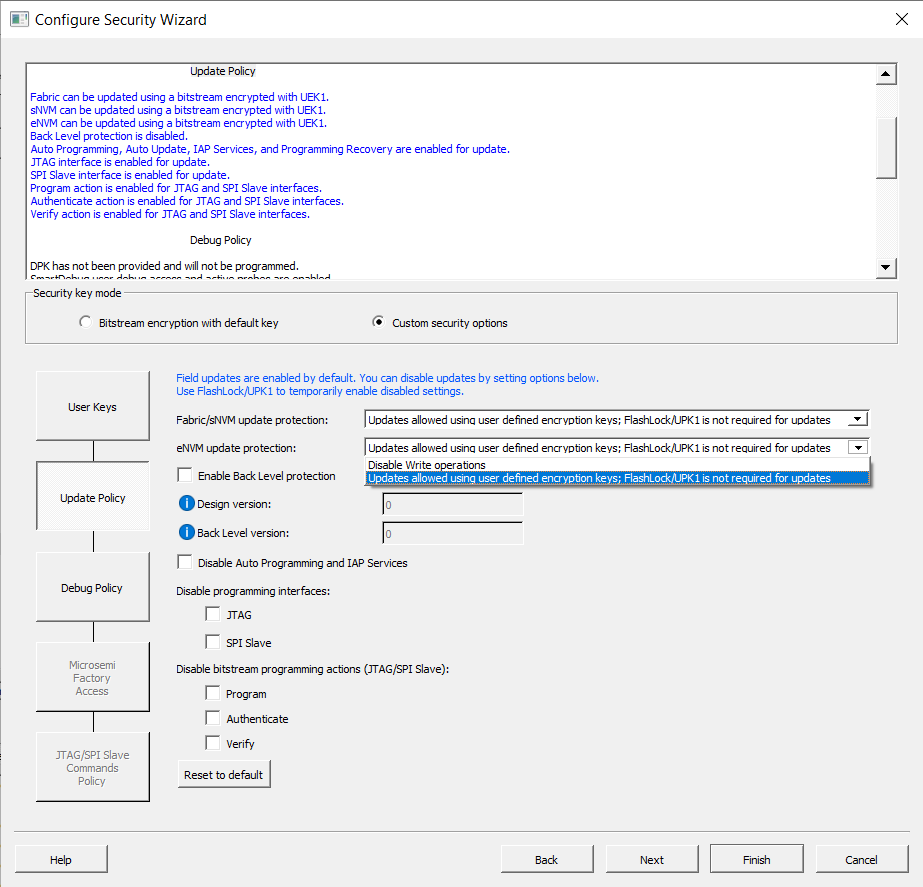 Configure Security Wizard
Update Policy
Fabric can be updated using a bitstream encrypted with UEK1.
sNVM can be updated using a bitstream encrypted with UEK1.
eNVM can be updated using a bitstream encrypted with UEK1.
Back Level protection is disabled.
Auto Programming, Auto Update, IAP Services, and Programming Recovery are enabled for update.
JTAG interface is enabled for update.
SPI Slave interface is enabled for update.
Program action is enabled for JTAG and SPI Slave interfaces.
Authenticate action is enabled for JTAG and SPI Slave interfaces.
Verify action is enabled for JTAG and SPI Slave interfaces.
Debug Policy
DPK has not been provided and will not be programmed.
SmartDebug user debug access and active probes are enabled
Security key mode
Bitstream encryption with default key
Custom security options
User Keys
Update Policy
Debug Policy
Microsemi
Factory
Access
JTAG/SPI Slave
Commands
Policy
Field updates are enabled by default. You can disable updates by setting options below.
Use FlashLock/UPK1 to temporarily enable disabled settings.
Fabric/sNVM update protection:
Updates allowed using user defined encryption keys; FlashLock/UPK1 is not required for updates
eNVM update protection:
Updates allowed using user defined encryption keys; FlashLock/UPK1 is not required for updates
Disable Write operations
Updates allowed using user defined encryption keys; FlashLock/UPK1 is not required for updates
Enable Back Level protection
Design version:
0
Back Level version:
0
Disable Auto Programming and IAP Services
Disable programming interfaces:
JTAG
SPI Slave
Disable bitstream programming actions (JTAG/SPI Slave):
Program
Authenticate
Verify
Reset to default
Help
Back
Next
Finish
Cancel